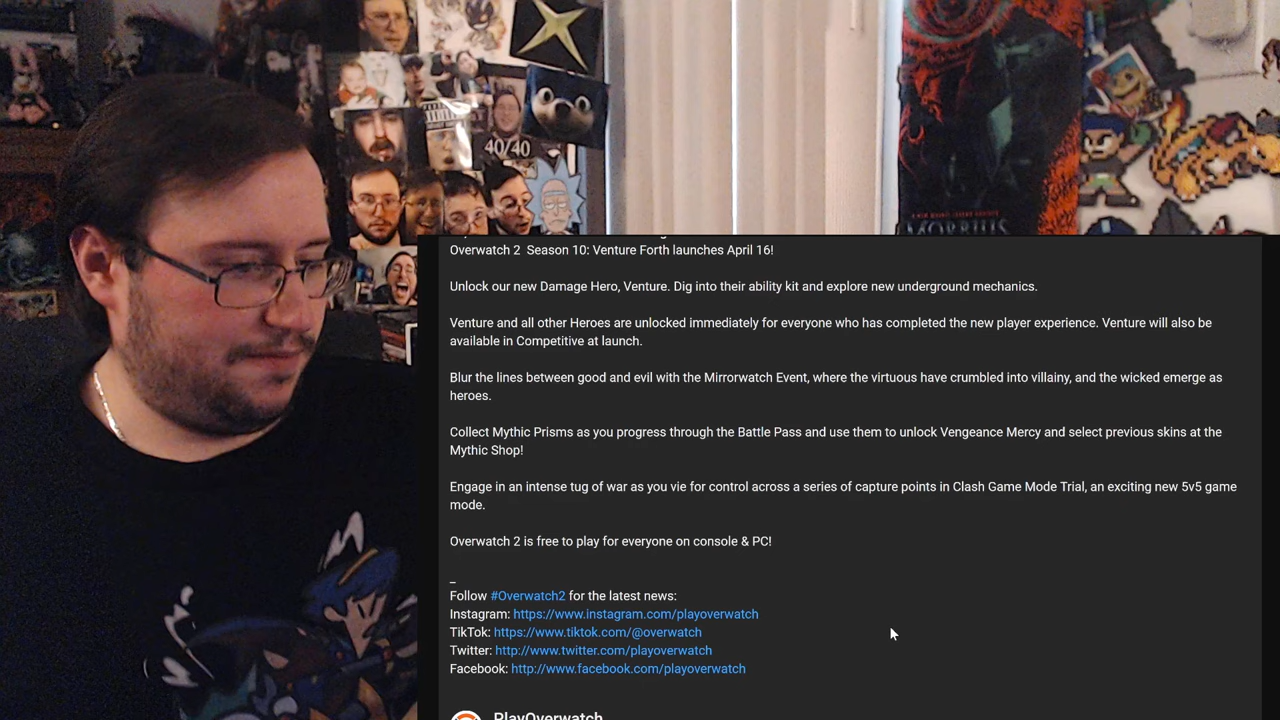 40/40
MORBIUS
Overwatch 2 Season 10: Venture Forth launches April 16!
Unlock our new Damage Hero, Venture. Dig into their ability kit and explore new underground mechanics.
Venture and all other Heroes are unlocked immediately for everyone who has completed the new player experience. Venture will also be
available in Competitive at launch.
Blur the lines between good and evil with the Mirrorwatch Event, where the virtuous have crumbled into villainy, and the wicked emerge as
heroes.
Collect Mythic Prisms as you progress through the Battle Pass and use them to unlock Vengeance Mercy and select previous skins at the
Mythic Shop!
Engage in an intense tug of war as you vie for control across a series of capture points in Clash Game Mode Trial, an exciting new 5v5 game
mode.
Overwatch 2 is free to play for everyone on console & PC!
_
Follow #Overwatch2 for the latest news:
Instagram: https://www.instagram.com/playoverwatch
TikTok: https://www.tiktok.com/@overwatch
Twitter: http://www.twitter.com/playoverwatch
Facebook: http://www.facebook.com/playoverwatch
PlayOverwatch